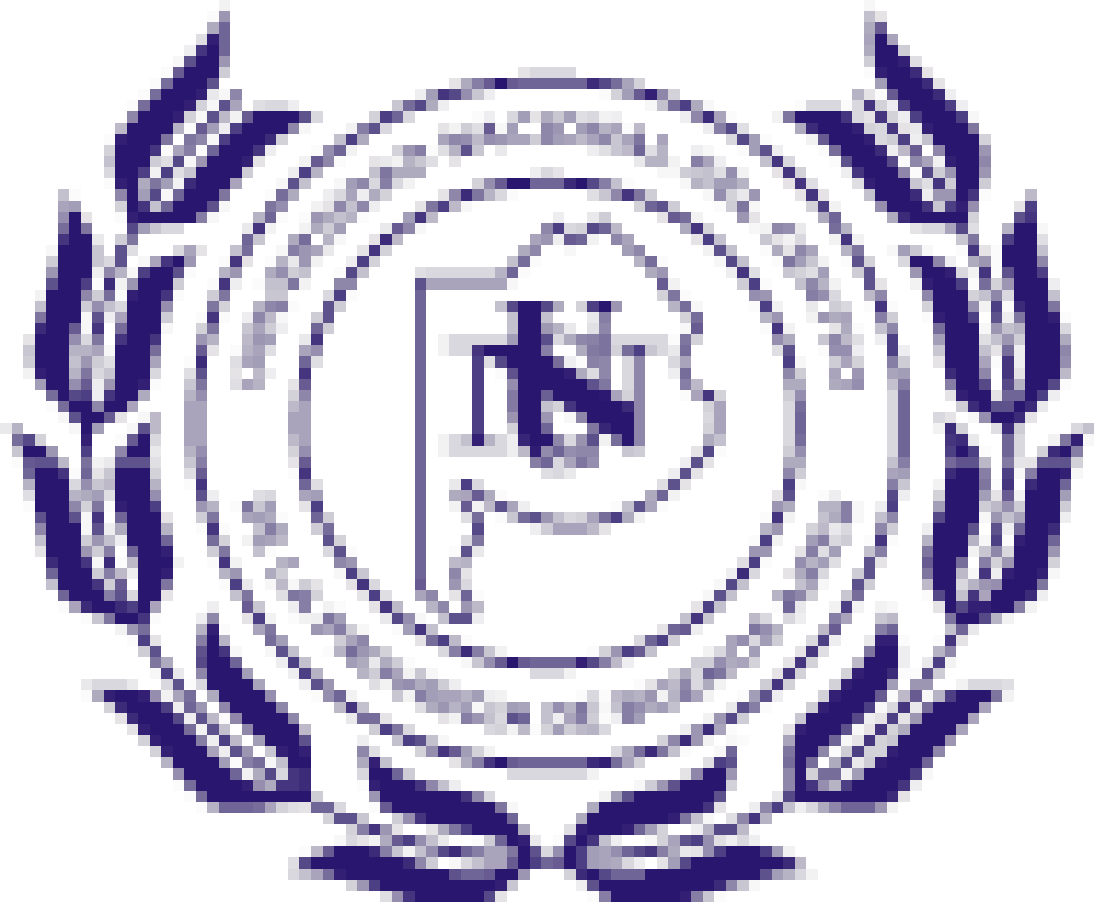 UNIVERSIDAD NACIONAL DEL CENTRO
DE LA PROVINCIA DE BUENOS AIRES